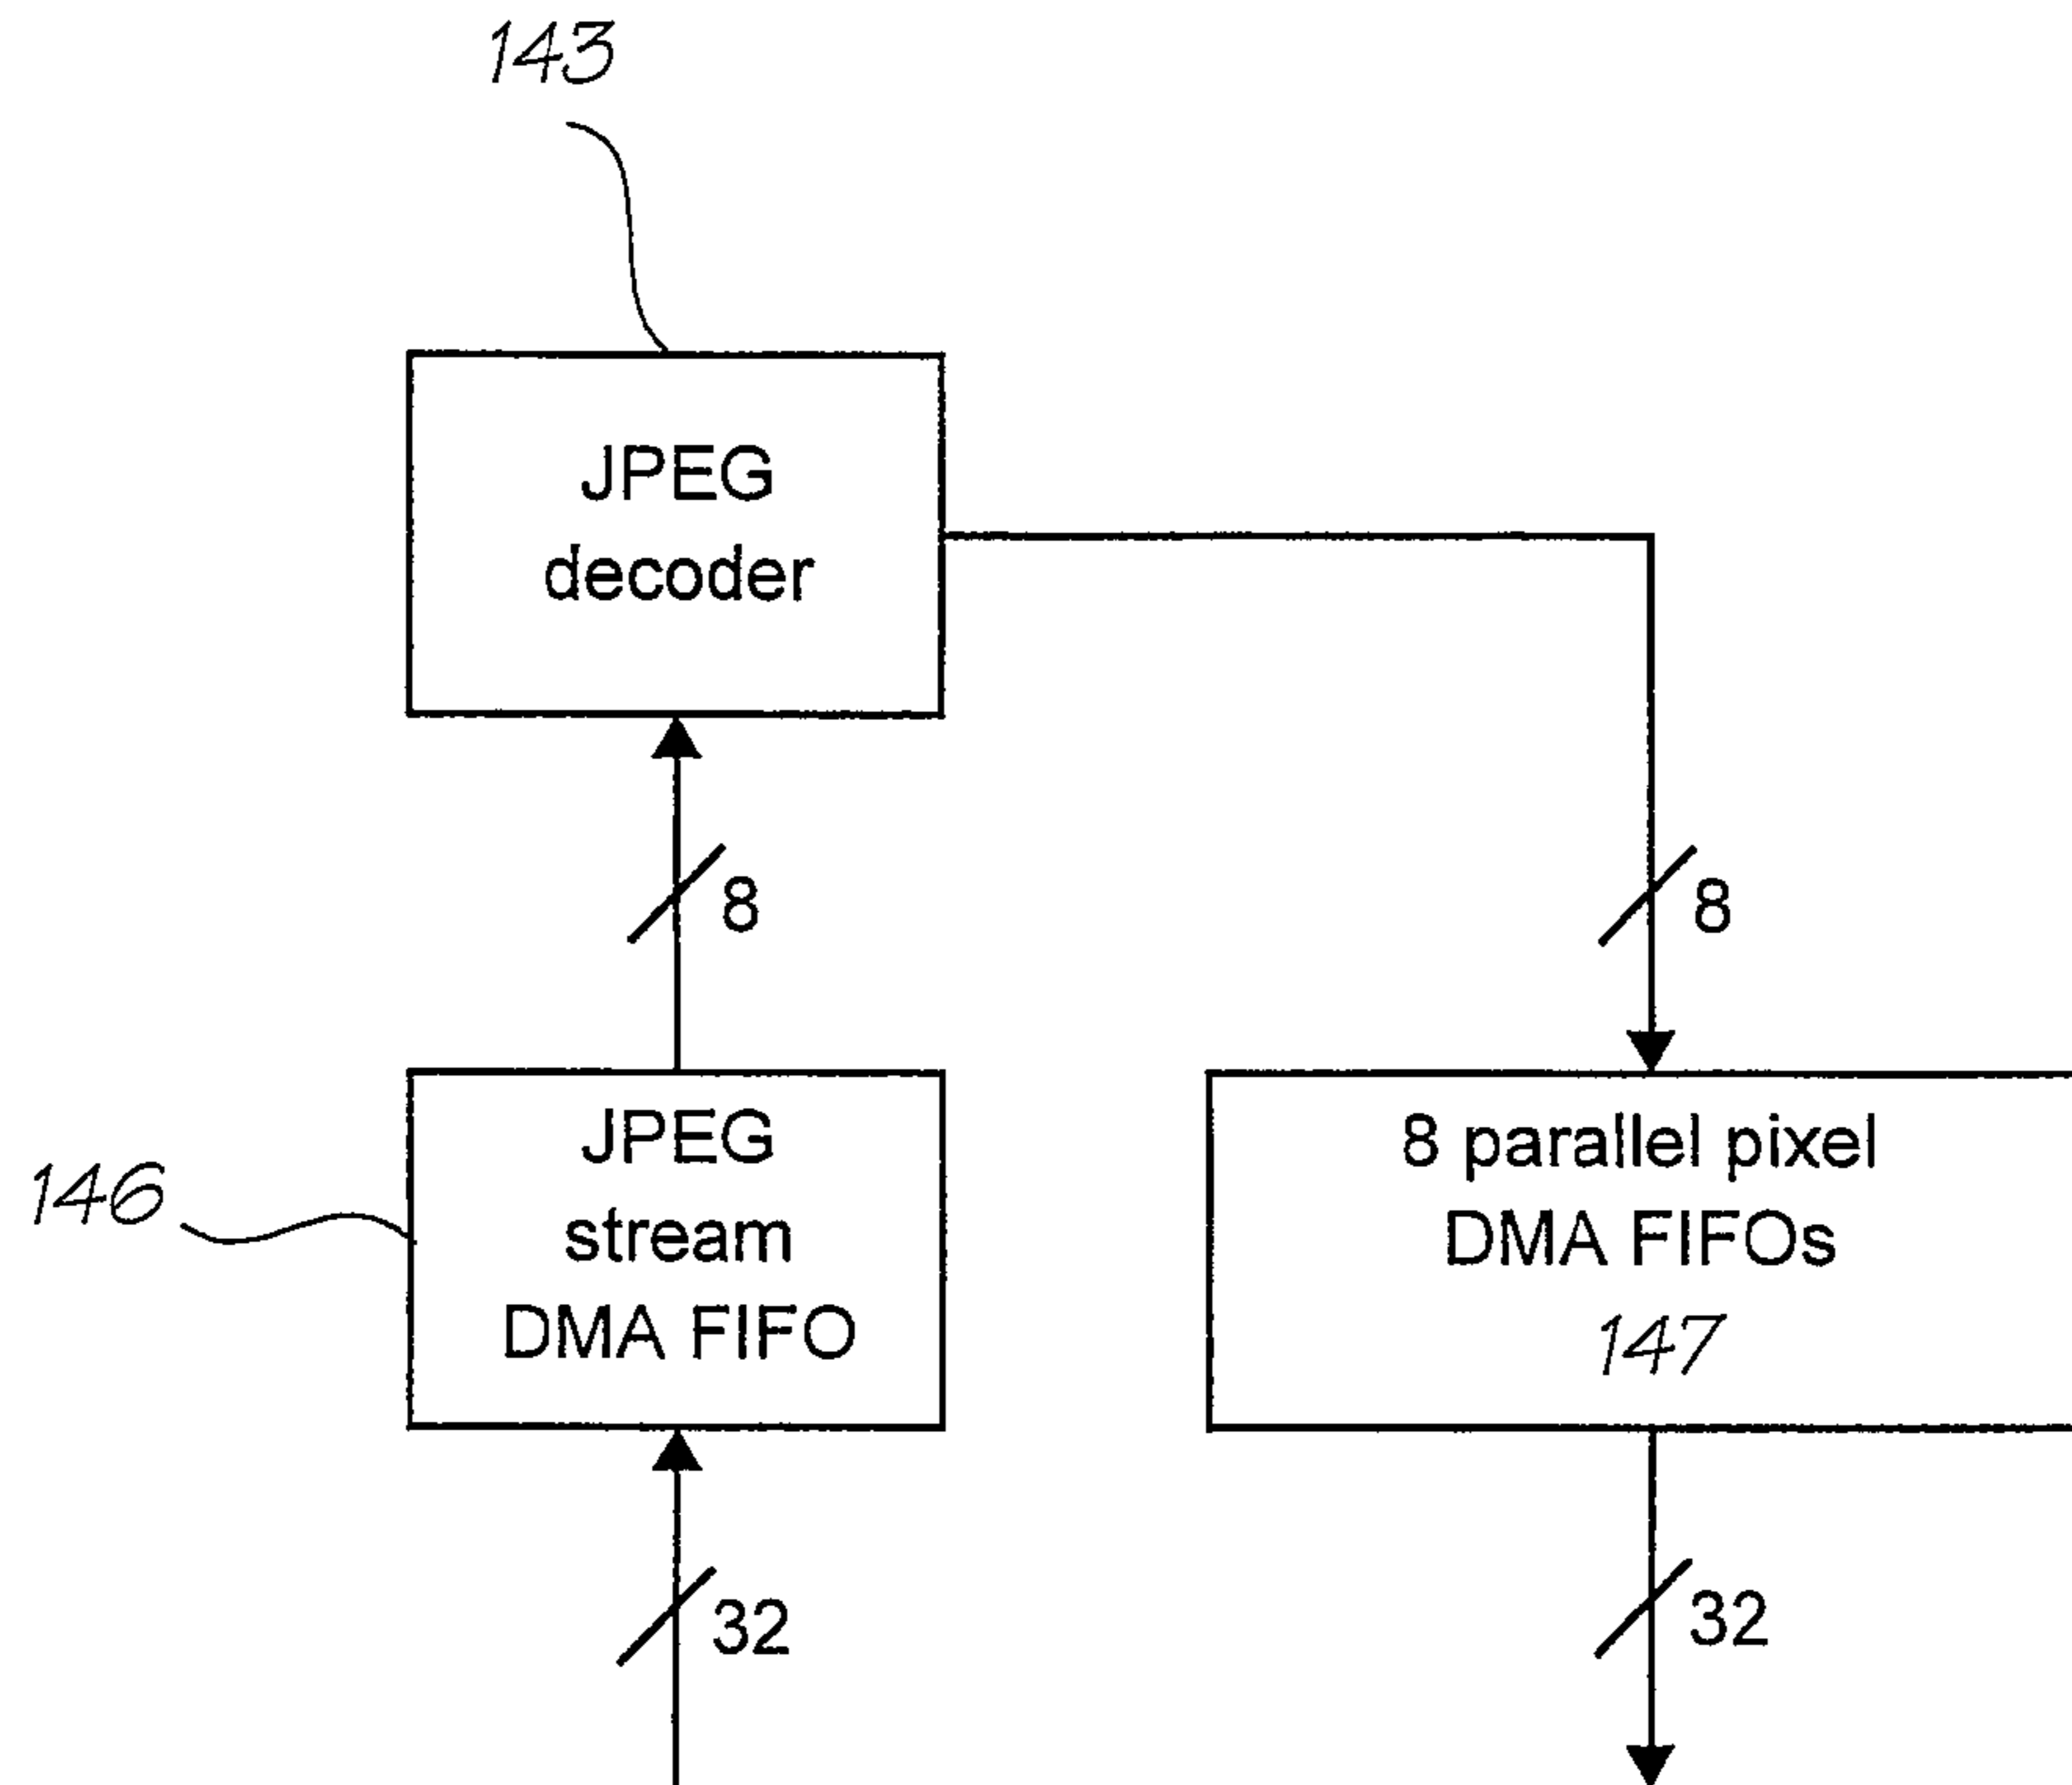 143
JPEG
decoder
8
8
JPEG
stream
DMA FIFO
146
8 parallel pixel
DMA FIFOs
147
32
32